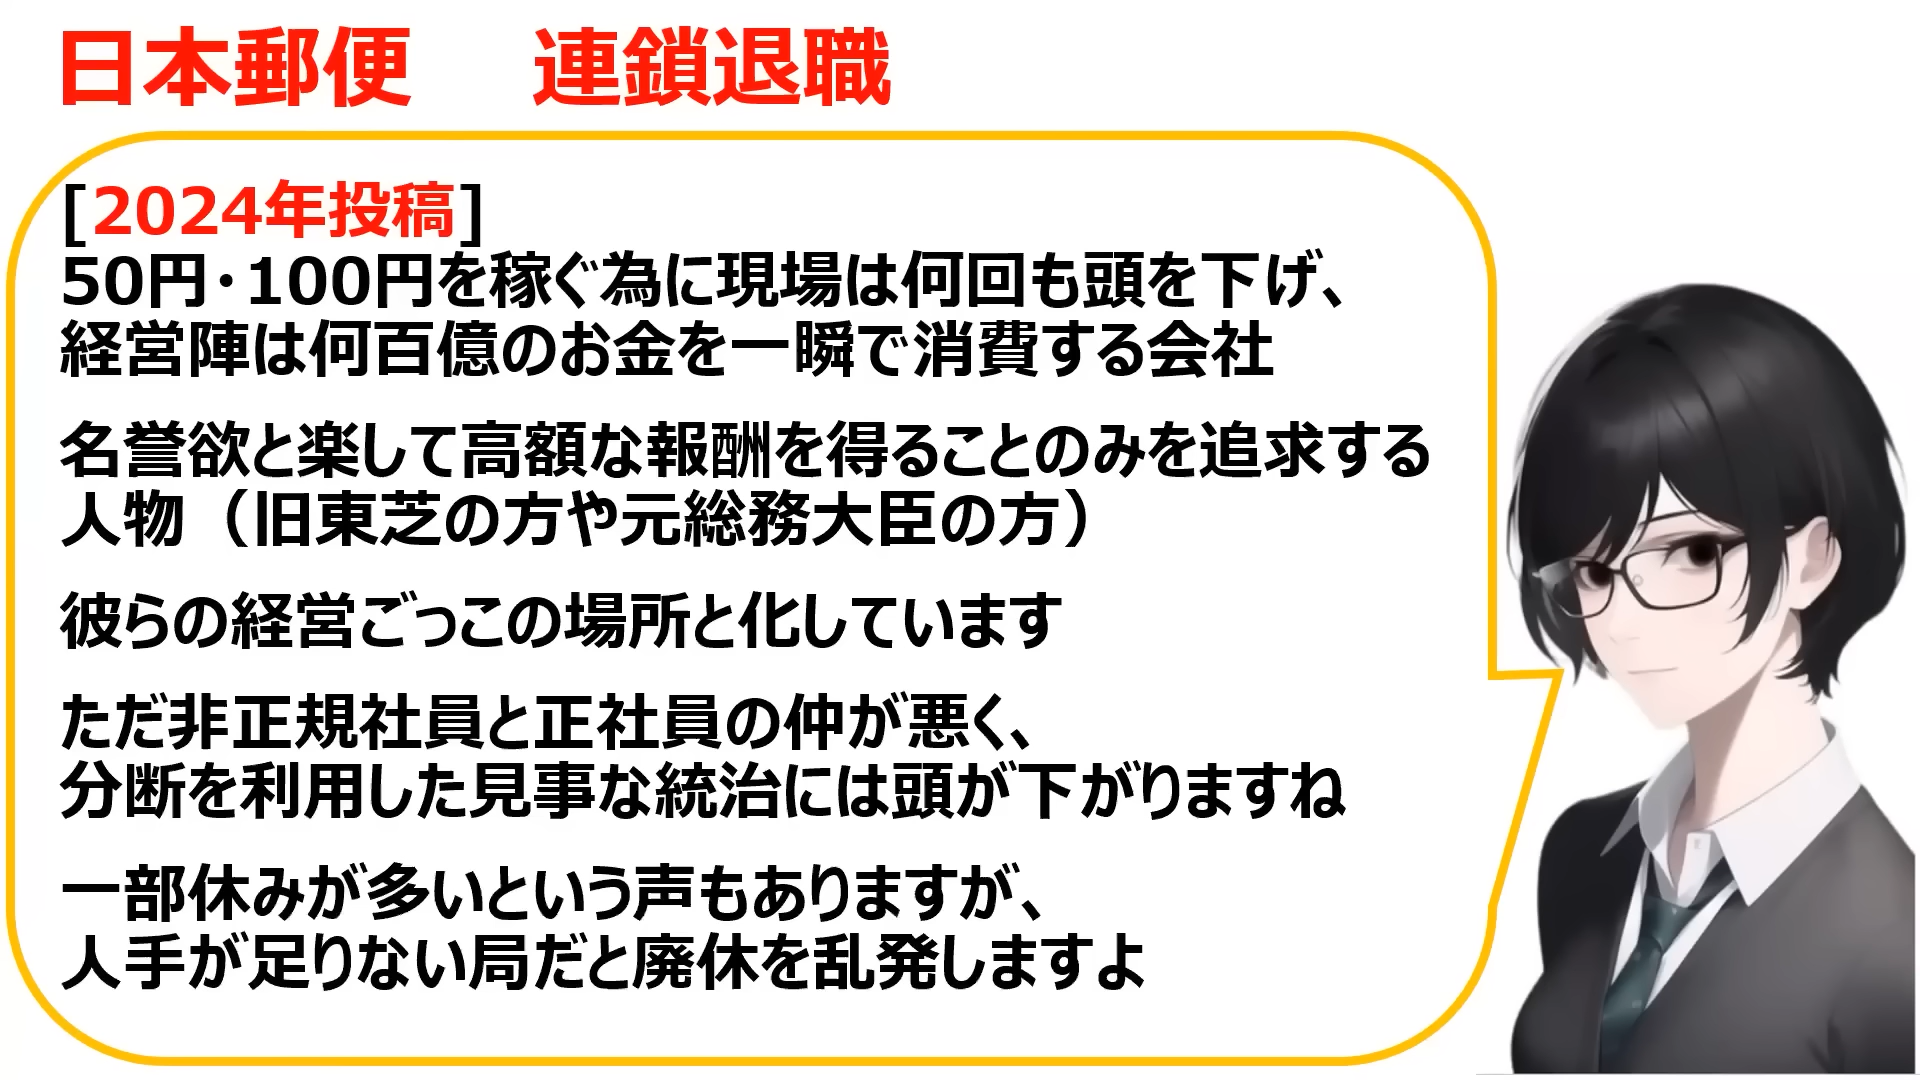 日本郵便　連鎖退職
[2024年投稿]
50円・100円を稼ぐ為に現場は何回も頭を下げ、
経営陣は何百億のお金を一瞬で消費する会社
名誉欲と楽して高額な報酬を得ることのみを追求する
人物（旧東芝の方や元総務大臣の方）
彼らの経営ごっこの場所と化しています
ただ非正規社員と正社員の仲が悪く、
分断を利用した見事な統治には頭が下がりますね
一部休みが多いという声もありますが、
人手が足りない局だと廃休を乱発しますよ